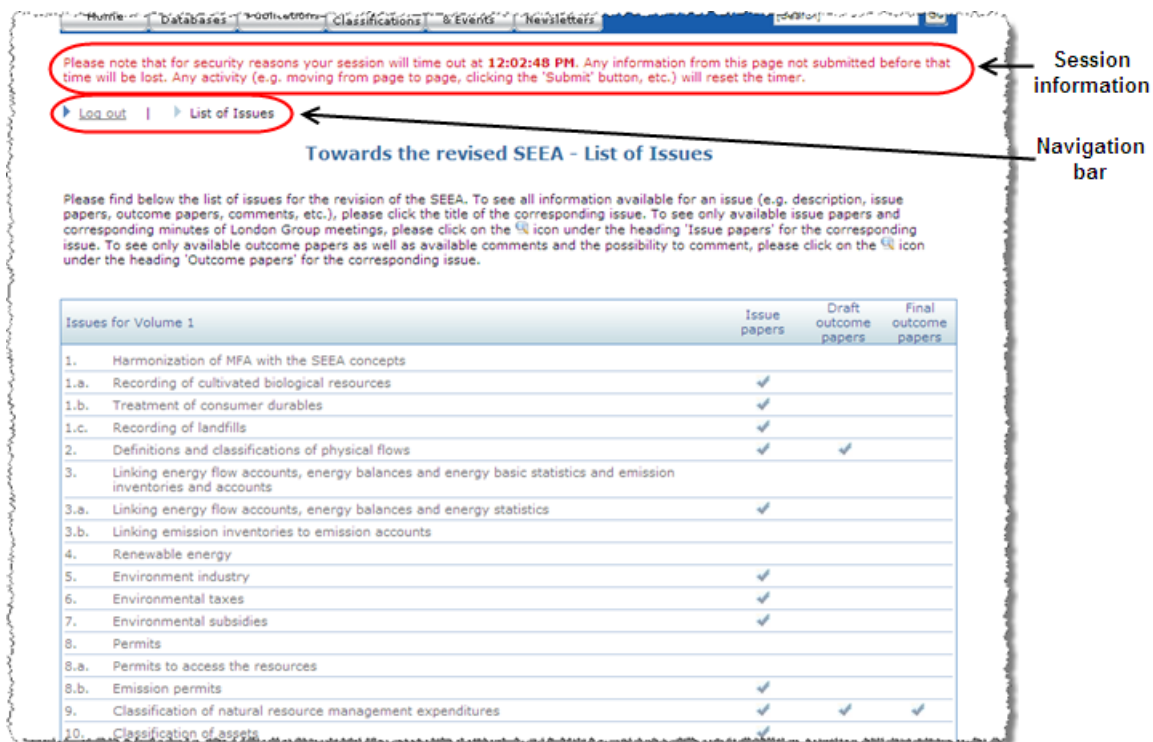 Home Databases Publications Classifications & Events Newsletters [Search] Go
Please note that for security reasons your session will time out at 12:02:48 PM. Any information from this page not submitted before that
time will be lost. Any activity (e.g. moving from page to page, clicking the 'Submit' button, etc.) will reset the timer.
Session
information
Log out | List of Issues
Navigation
bar
Towards the revised SEEA - List of Issues
Please find below the list of issues for the revision of the SEEA. To see all information available for an issue (e.g. description, issue
papers, outcome papers, comments, etc.), please click the title of the corresponding issue. To see only available issue papers and
corresponding minutes of London Group meetings, please click on the icon under the heading 'Issue papers' for the corresponding
issue. To see only available outcome papers as well as available comments and the possibility to comment, please click on the icon
under the heading 'Outcome papers' for the corresponding issue.
Issues for Volume 1
Issue
papers
Draft
outcome
papers
Final
outcome
papers
1. Harmonization of MFA with the SEEA concepts
1.a. Recording of cultivated biological resources
1.b. Treatment of consumer durables
1.c. Recording of landfills
2. Definitions and classifications of physical flows
3. Linking energy flow accounts, energy balances and energy basic statistics and emission
inventories and accounts
3.a. Linking energy flow accounts, energy balances and energy statistics
3.b. Linking emission inventories to emission accounts
4. Renewable energy
5. Environment industry
6. Environmental taxes
7. Environmental subsidies
8. Permits
8.a. Permits to access the resources
8.b. Emission permits
9. Classification of natural resource management expenditures
10. Classification of assets